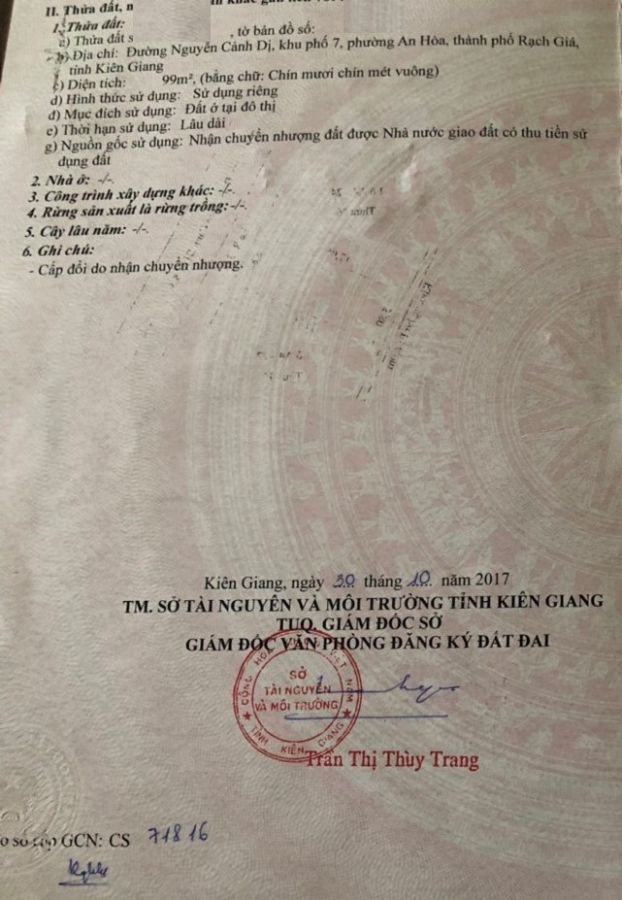 II. Thửa đất, n
1. Thửa đất:
a) Thửa đất s , tờ bản đồ số:
b) Địa chỉ: Đường Nguyễn Cảnh Dị, khu phố 7, phường An Hòa, thành phố Rạch Giá,
tỉnh Kiên Giang
c) Diện tích: 99m², (bằng chữ: Chín mươi chín mét vuông)
d) Hình thức sử dụng: Sử dụng riêng
đ) Mục đích sử dụng: Đất ở tại đô thị
e) Thời hạn sử dụng: Lâu dài
g) Nguồn gốc sử dụng: Nhận chuyển nhượng đất được Nhà nước giao đất có thu tiền sử
dụng đất
2. Nhà ở: -/-.
3. Công trình xây dựng khác: -/-.
4. Rừng sản xuất là rừng trồng: -/-.
5. Cây lâu năm: -/-.
6. Ghi chú:
- Cấp đổi do nhận chuyển nhượng.
Kiên Giang, ngày 30 tháng 10 năm 2017
TM. SỞ TÀI NGUYÊN VÀ MÔI TRƯỜNG TỈNH KIÊN GIANG
TUQ. GIÁM ĐỐC SỞ
GIÁM ĐỐC VĂN PHÒNG ĐĂNG KÝ ĐẤT ĐAI
SỞ
TÀI NGUYÊN
VÀ MÔI TRƯỜNG
TỈNH KIÊN GIANG
Trần Thị Thùy Trang
o sổ cấp GCN: CS 71816